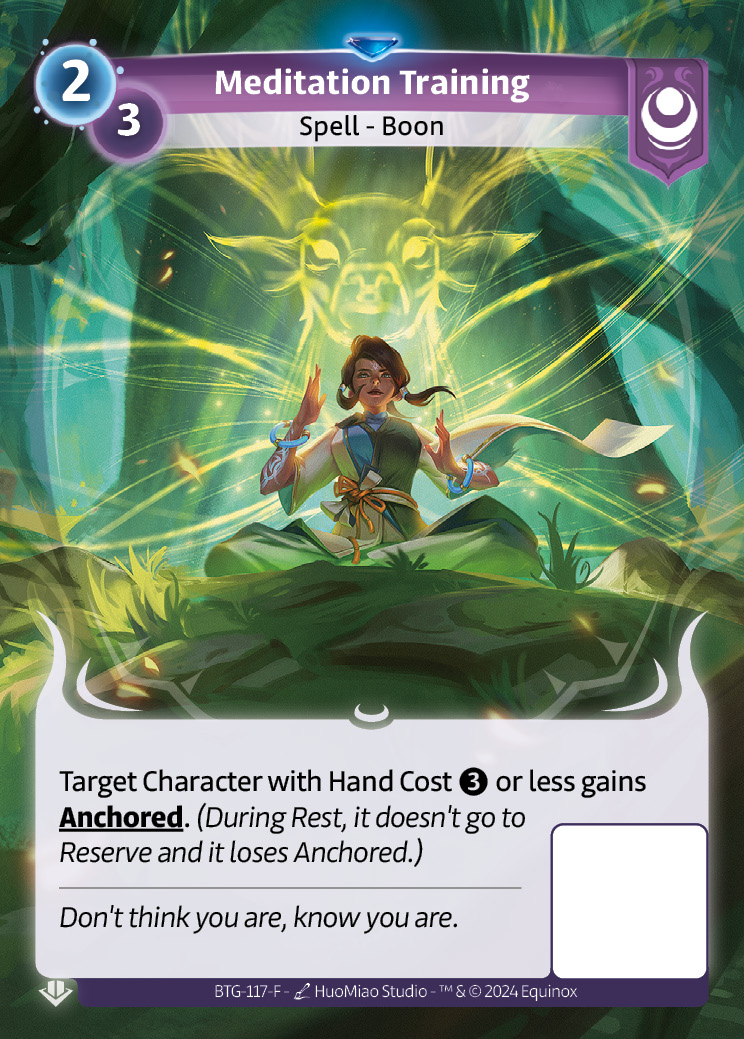 2
Meditation Training
3
Spell - Boon
Target Character with Hand Cost 3 or less gains
Anchored. (During Rest, it doesn't go to
Reserve and it loses Anchored.)
Don't think you are, know you are.
BTG-117-F - HuoMiao Studio - ™ & © 2024 Equinox